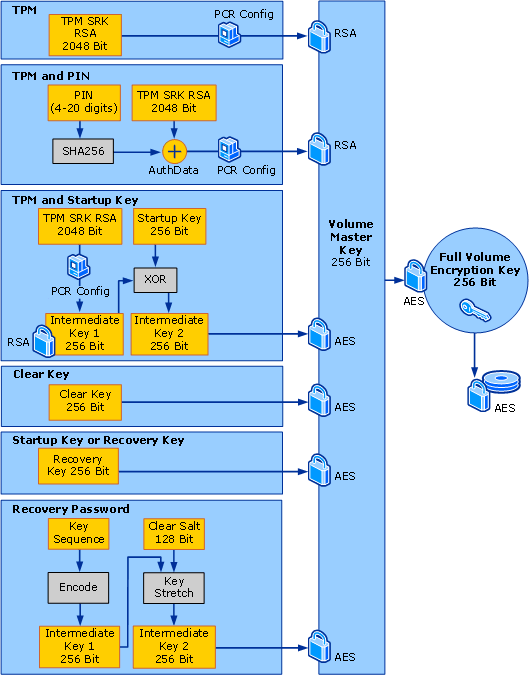 TPM
TPM SRK
RSA
2048 Bit
PCR Config
RSA
TPM and PIN
PIN
(4-20 digits)
TPM SRK RSA
2048 Bit
SHA256
AuthData
PCR Config
RSA
TPM and Startup Key
TPM SRK RSA
2048 Bit
Startup Key
256 Bit
PCR Config
XOR
RSA
Intermediate
Key 1
256 Bit
Intermediate
Key 2
256 Bit
AES
Clear Key
Clear Key
256 Bit
AES
Startup Key or Recovery Key
Recovery
Key 256 Bit
AES
Recovery Password
Key
Sequence
Clear Salt
128 Bit
Encode
Key
Stretch
Intermediate
Key 1
256 Bit
Intermediate
Key 2
256 Bit
AES
Volume
Master
Key
256 Bit
AES
Full Volume
Encryption Key
256 Bit
AES